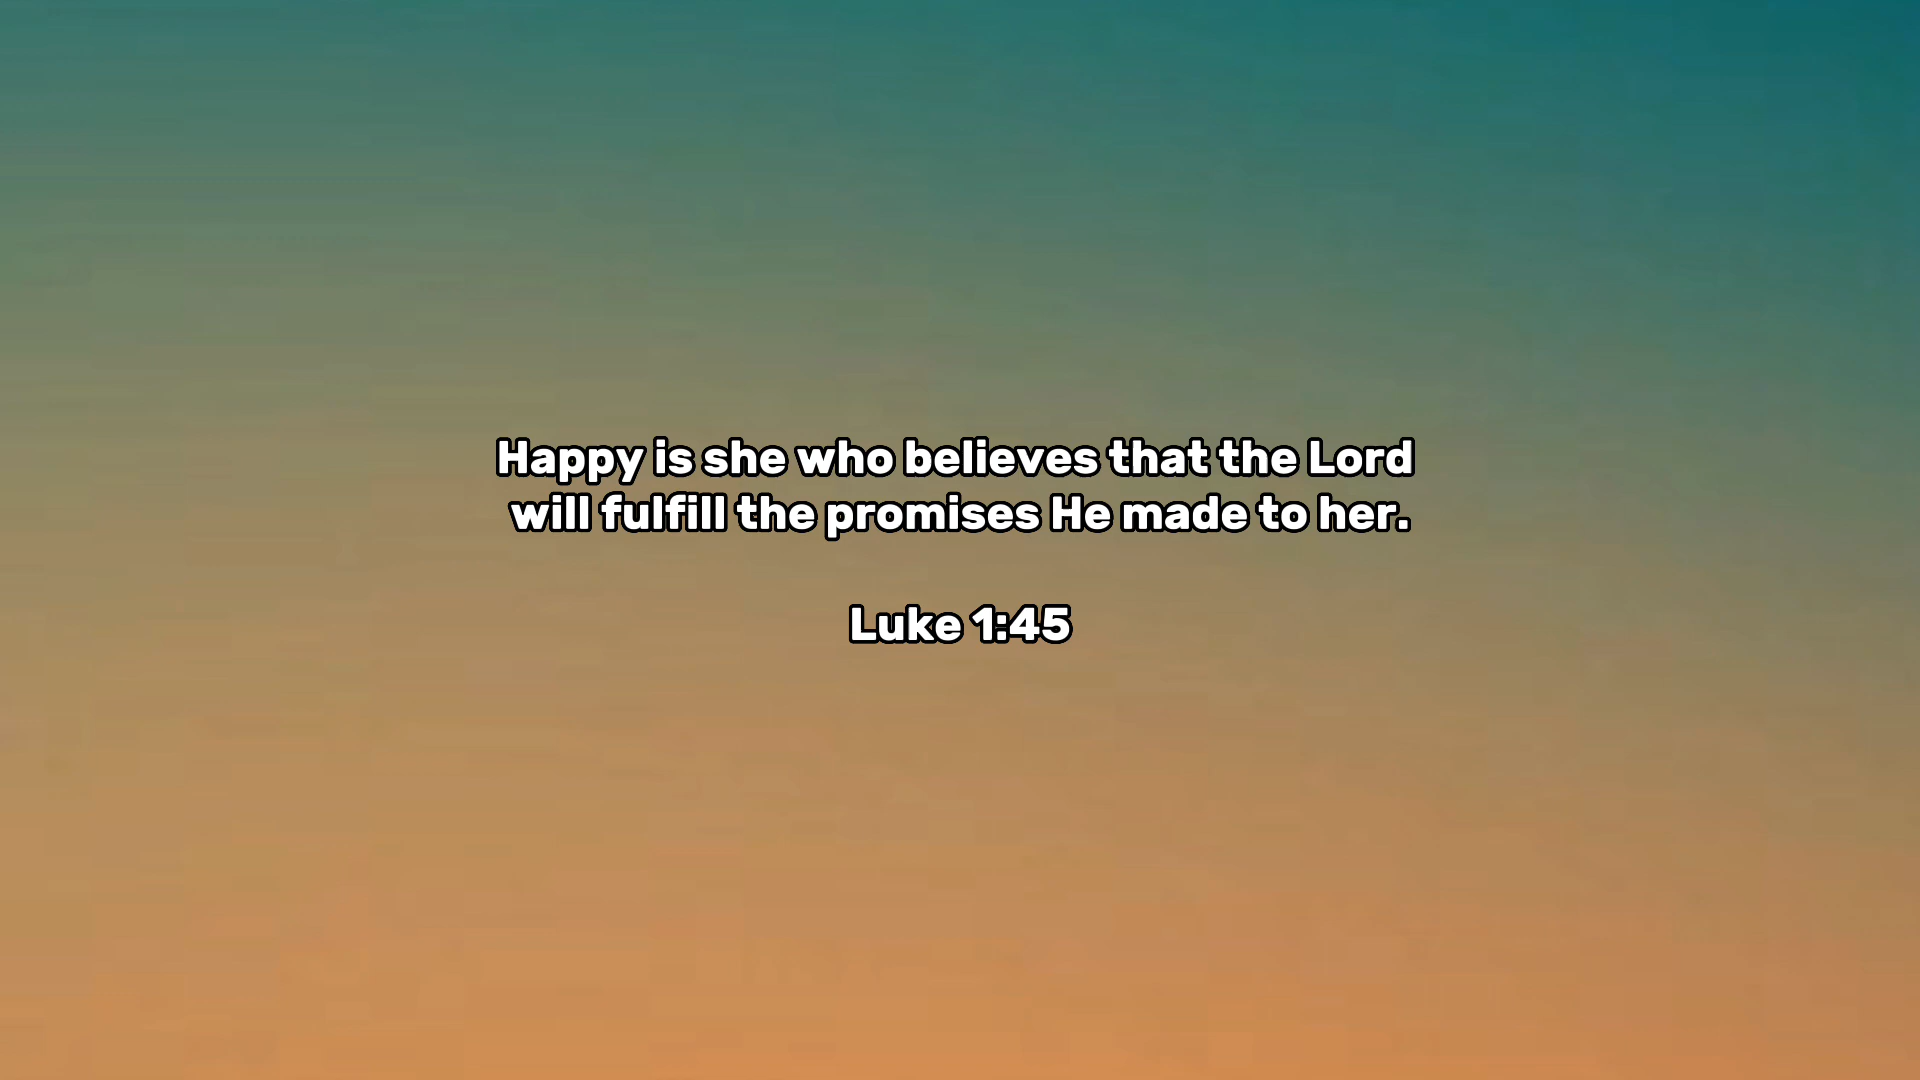 Happy is she who believes that the Lord
will fulfill the promises He made to her.
Luke 1:45